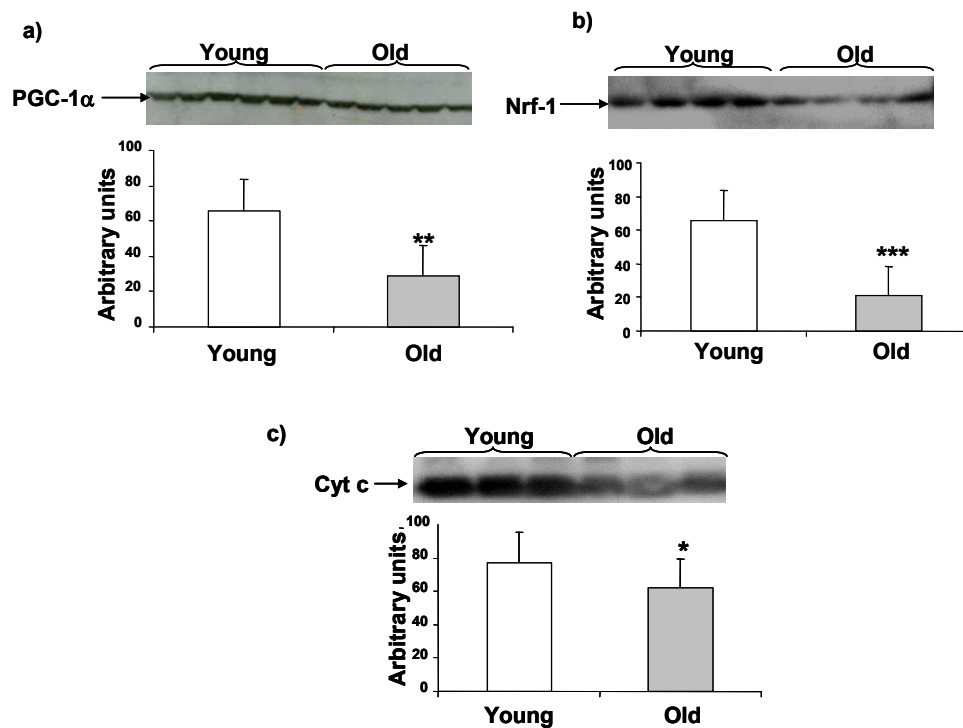 a)
Young Old
PGC-1α
Arbitrary units
100
80
60
40
20
0
**
Young Old
b)
Young Old
Nrf-1
Arbitrary units
100
80
60
40
20
0
***
Young Old
c)
Young Old
Cyt c
Arbitrary units
100
80
60
40
20
0
*
Young Old